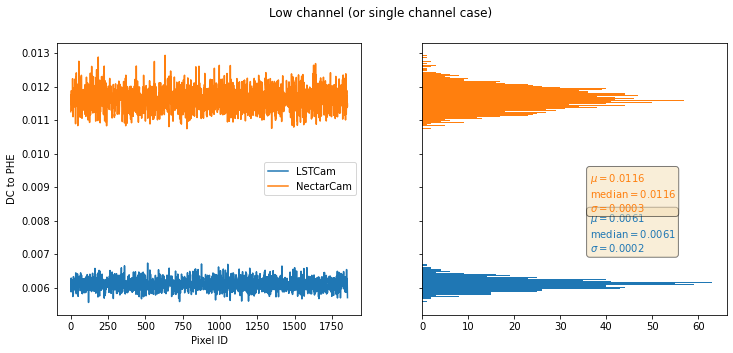 Low channel (or single channel case)
0.013
0.012
0.011
0.010
0.009
0.008
0.007
0.006
DC to PHE
0
250
500
750
1000
1250
1500
1750
Pixel ID
LSTCam
NectarCam
μ = 0.0116
median = 0.0116
σ = 0.0003
μ = 0.0061
median = 0.0061
σ = 0.0002
0
10
20
30
40
50
60